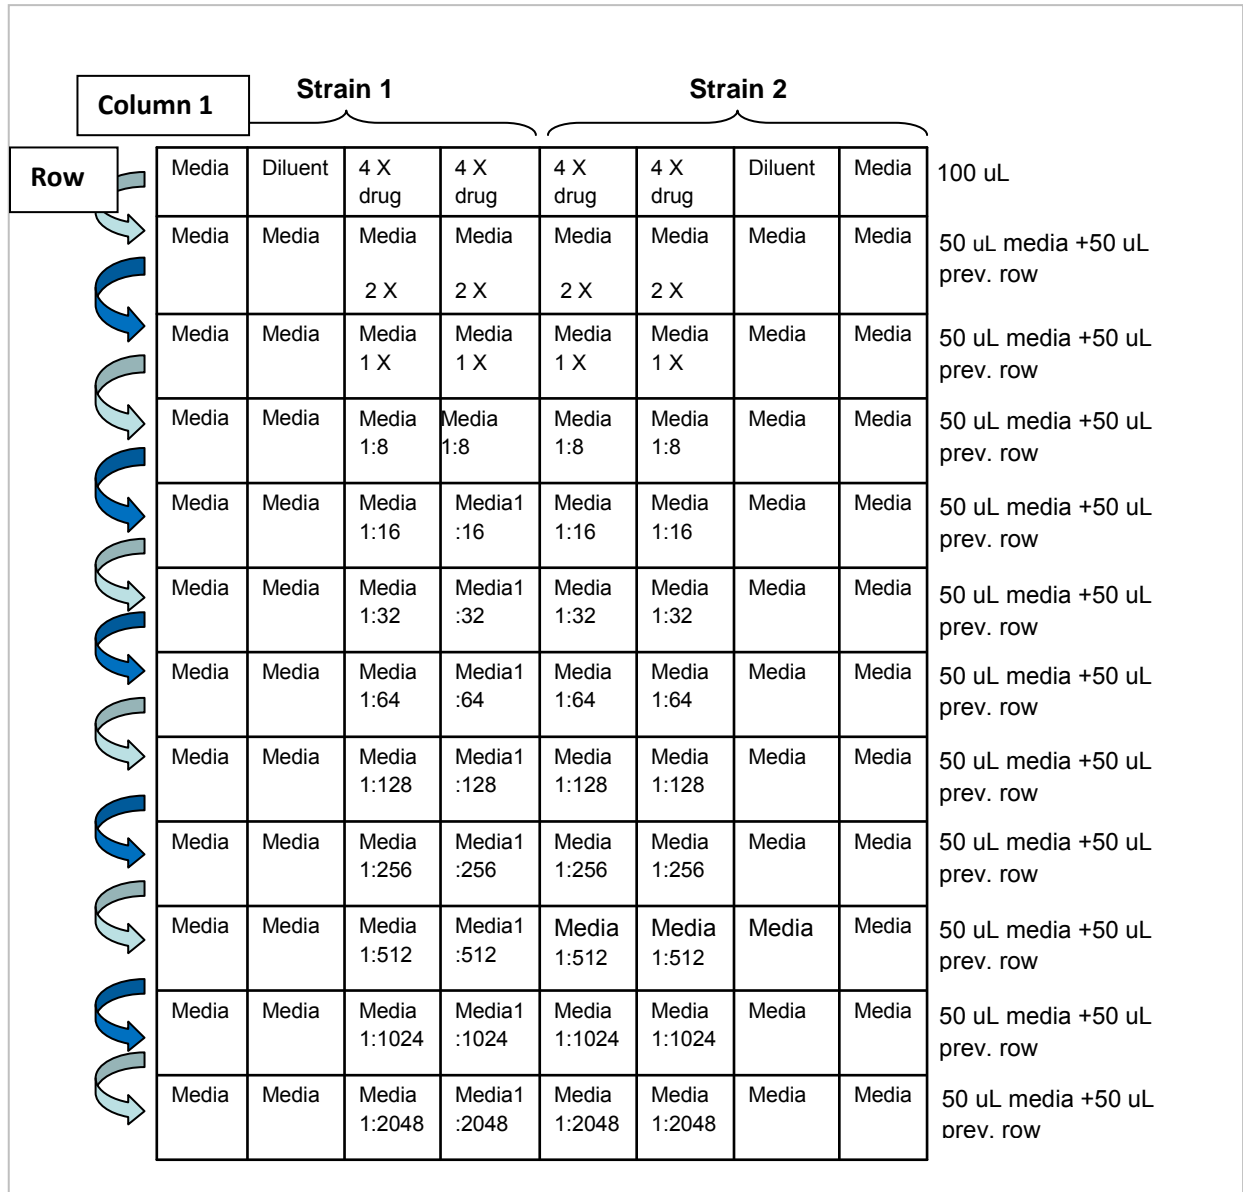 Strain 1 Strain 2
Column 1
Row
Media Diluent 4 X 4 X 4 X 4 X Diluent Media 100 uL
drug drug drug drug
Media Media Media Media Media Media Media Media 50 uL media +50 uL
prev. row
2 X 2 X 2 X 2 X
Media Media Media Media Media Media Media Media 50 uL media +50 uL
1 X 1 X 1 X 1 X prev. row
Media Media Media Media Media Media Media Media 50 uL media +50 uL
1:8 1:8 1:8 1:8 prev. row
Media Media Media Media1 Media Media Media Media 50 uL media +50 uL
1:16 :16 1:16 1:16 prev. row
Media Media Media Media1 Media Media Media Media 50 uL media +50 uL
1:32 :32 1:32 1:32 prev. row
Media Media Media Media1 Media Media Media Media 50 uL media +50 uL
1:64 :64 1:64 1:64 prev. row
Media Media Media Media1 Media Media Media Media 50 uL media +50 uL
1:128 :128 1:128 1:128 prev. row
Media Media Media Media1 Media Media Media Media 50 uL media +50 uL
1:256 :256 1:256 1:256 prev. row
Media Media Media Media1 Media Media Media Media 50 uL media +50 uL
1:512 :512 1:512 1:512 prev. row
Media Media Media Media1 Media Media Media Media 50 uL media +50 uL
1:1024 :1024 1:1024 1:1024 prev. row
Media Media Media Media1 Media Media Media Media 50 uL media +50 uL
1:2048 :2048 1:2048 1:2048 prev. row